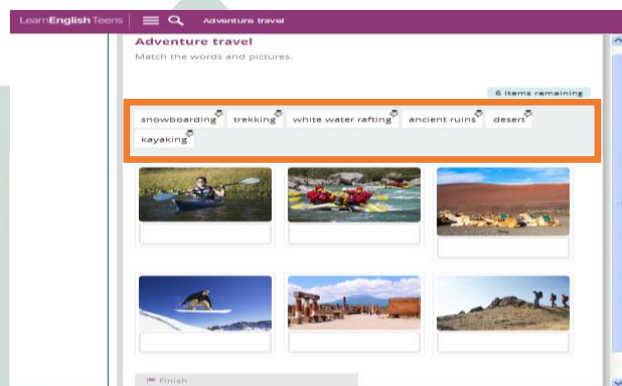 LearnEnglish Teens Adventure travel
Adventure travel
Match the words and pictures.
6 items remaining
snowboarding trekking white water rafting ancient ruins desert
kayaking
Finish